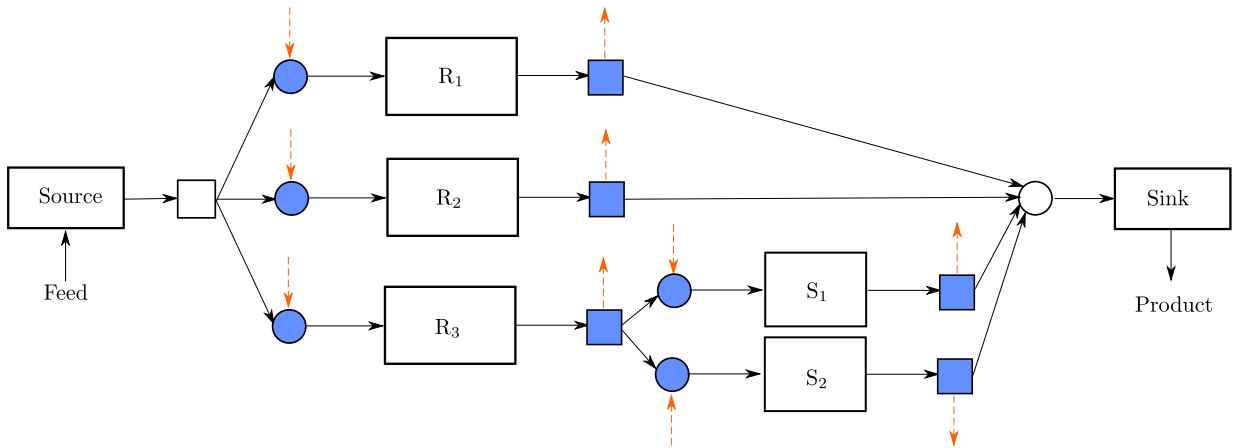 R₁
Source
R₂
Sink
Feed
S₁
Product
R₃
S₂